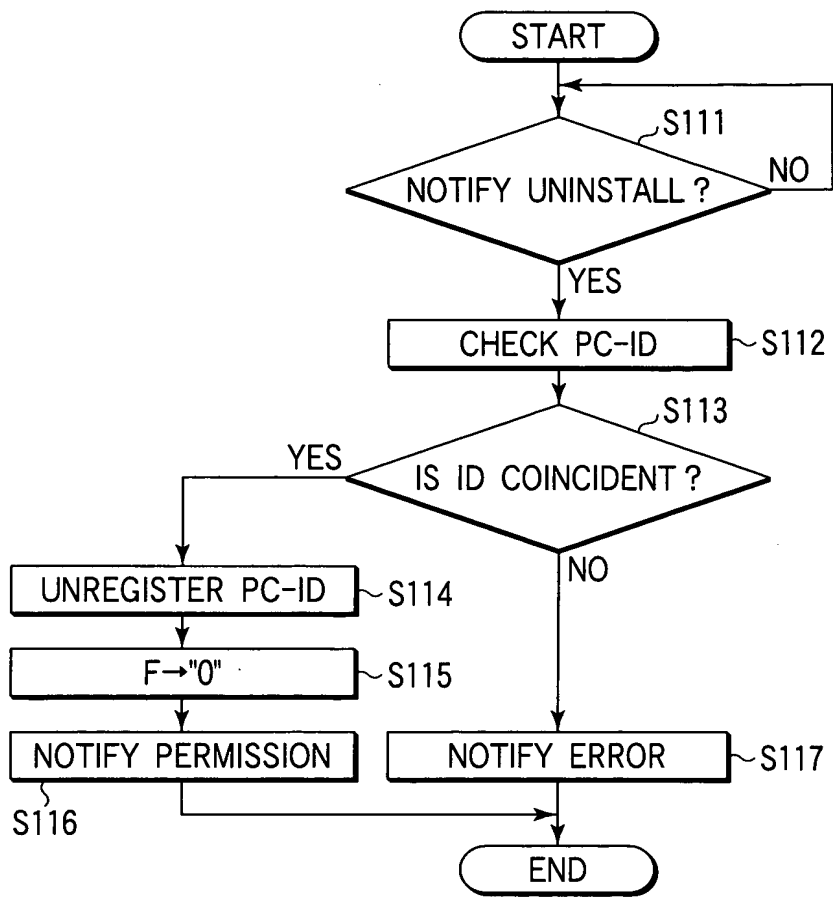 START
S111
NOTIFY UNINSTALL ?
NO
YES
CHECK PC-ID
S112
S113
YES
IS ID COINCIDENT ?
NO
UNREGISTER PC-ID
S114
F→"0"
S115
NOTIFY PERMISSION
S116
NOTIFY ERROR
S117
END